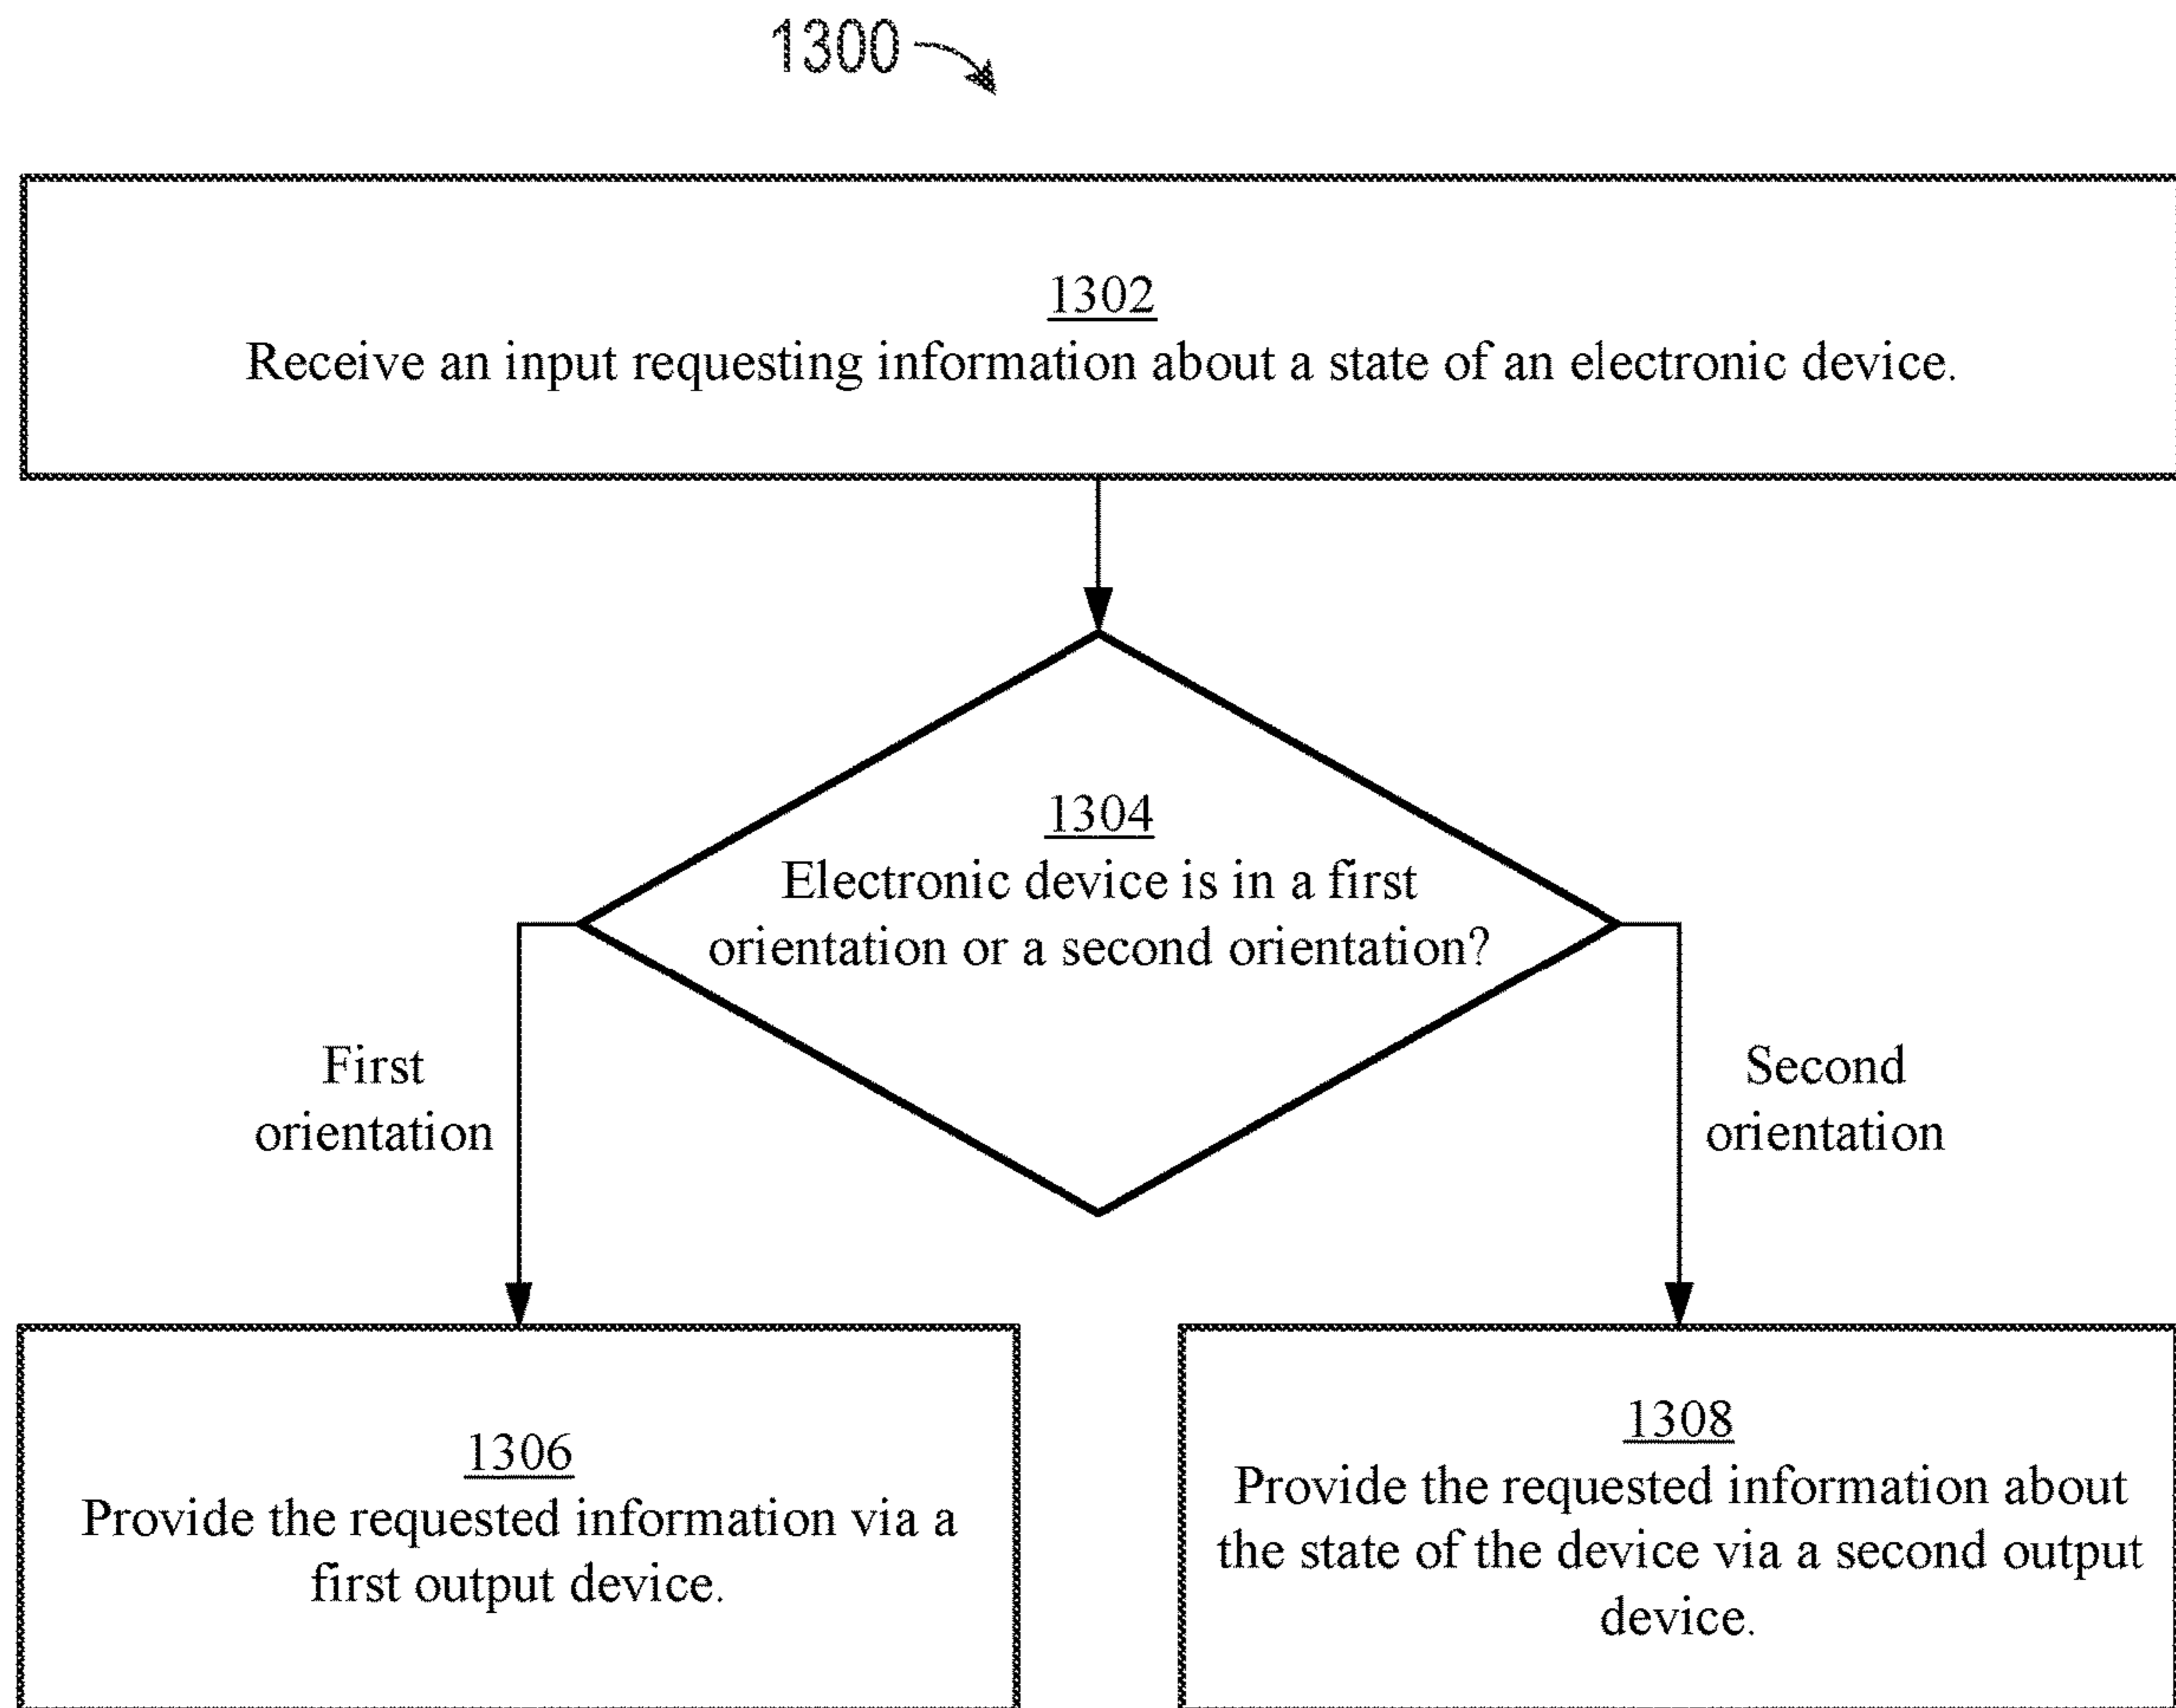 1300
1302
Receive an input requesting information about a state of an electronic device.
1304
Electronic device is in a first
orientation or a second orientation?
First
orientation
Second
orientation
1306
Provide the requested information via a
first output device.
1308
Provide the requested information about
the state of the device via a second output
device.